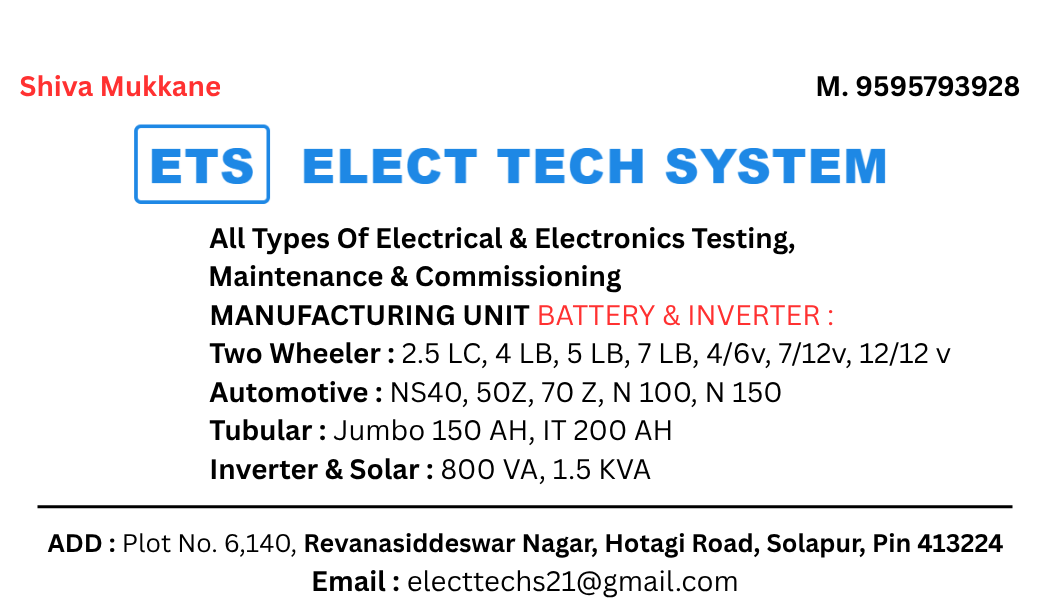 Shiva Mukkane M. 9595793928
ETS ELECT TECH SYSTEM
All Types Of Electrical & Electronics Testing,
Maintenance & Commissioning
MANUFACTURING UNIT BATTERY & INVERTER :
Two Wheeler : 2.5 LC, 4 LB, 5 LB, 7 LB, 4/6v, 7/12v, 12/12 v
Automotive : NS40, 50Z, 70 Z, N 100, N 150
Tubular : Jumbo 150 AH, IT 200 AH
Inverter & Solar : 800 VA, 1.5 KVA
ADD : Plot No. 6,140, Revanasiddeswar Nagar, Hotagi Road, Solapur, Pin 413224
Email : electtechs21@gmail.com